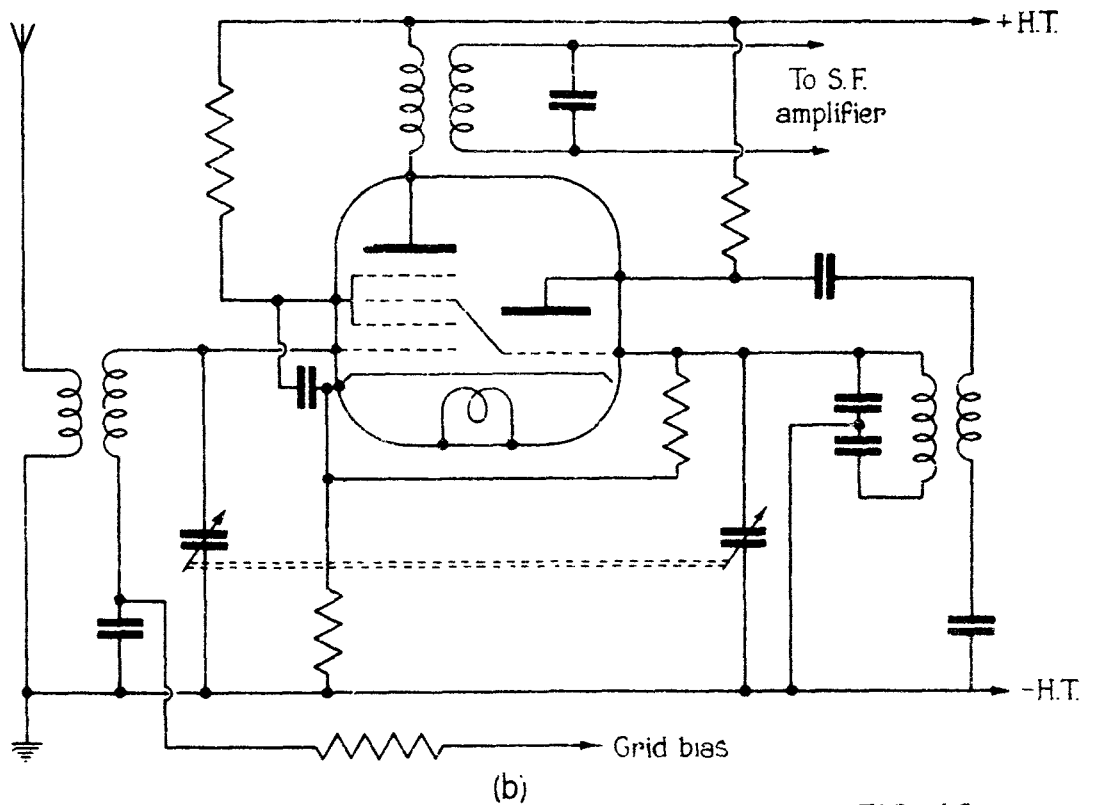 + H.T.
To S.F.
amplifier
-H.T.
Grid bias
(b)